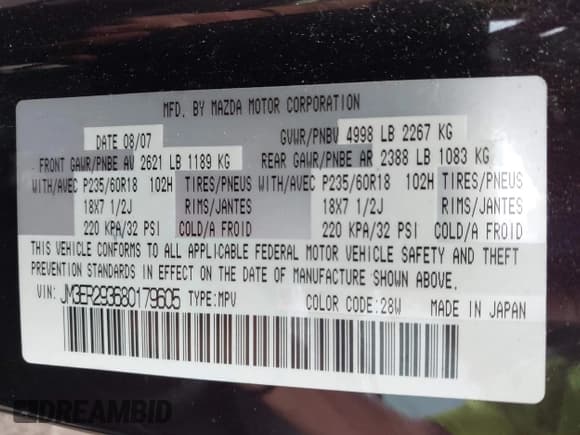 MFD. BY MAZDA MOTOR CORPORATION
DATE 08/07 GVWR/PNBV 4998 LB 2267 KG
FRONT GAWR/PNBE AV 2621 LB 1189 KG REAR GAWR/PNBE AR 2388 LB 1083 KG
WITH/AVEC P235/60R18 102H TIRES/PNEUS WITH/AVEC P235/60R18 102H TIRES/PNEUS
18X7 1/2J RIMS/JANTES 18X7 1/2J RIMS/JANTES
220 KPA/32 PSI COLD/A FROID 220 KPA/32 PSI COLD/A FROID
THIS VEHICLE CONFORMS TO ALL APPLICABLE FEDERAL MOTOR VEHICLE SAFETY AND THEFT
PREVENTION STANDARDS IN EFFECT ON THE DATE OF MANUFACTURE SHOWN ABOVE.
VIN: JM3ER293680179605 TYPE:MPV COLOR CODE:28W MADE IN JAPAN
DREAMBID